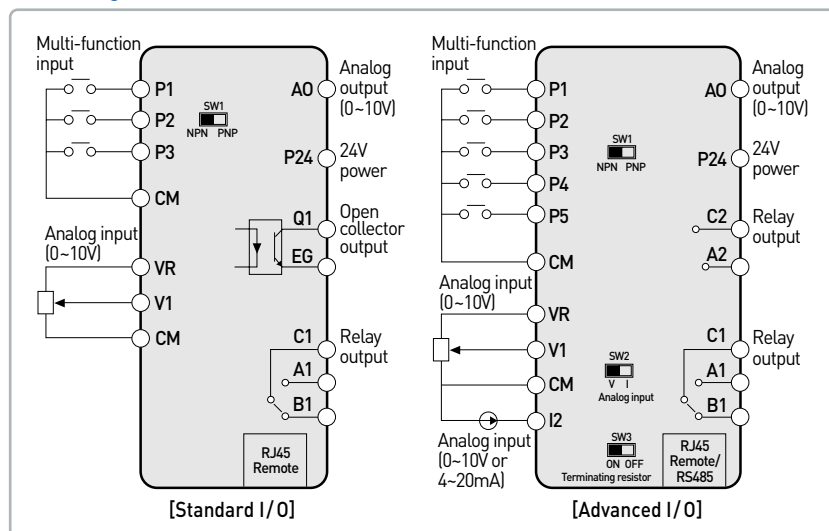 Multi-function
input
P1
P2
P3
CM
SW1
NPN PNP
Analog input
(0~10V)
VR
V1
CM
AO
Analog
output
(0~10V)
P24
24V
power
Q1
EG
Open
collector
output
C1
A1
B1
Relay
output
RJ45
Remote
[Standard I/O]
Multi-function
input
P1
P2
P3
P4
P5
CM
SW1
NPN PNP
Analog input
(0~10V)
VR
V1
CM
I2
Analog input
(0~10V or
4~20mA)
SW2
V I
Analog input
SW3
ON OFF
Terminating resistor
AO
Analog
output
(0~10V)
P24
24V
power
C2
A2
Relay
output
C1
A1
B1
Relay
output
RJ45
Remote/
RS485
[Advanced I/O]